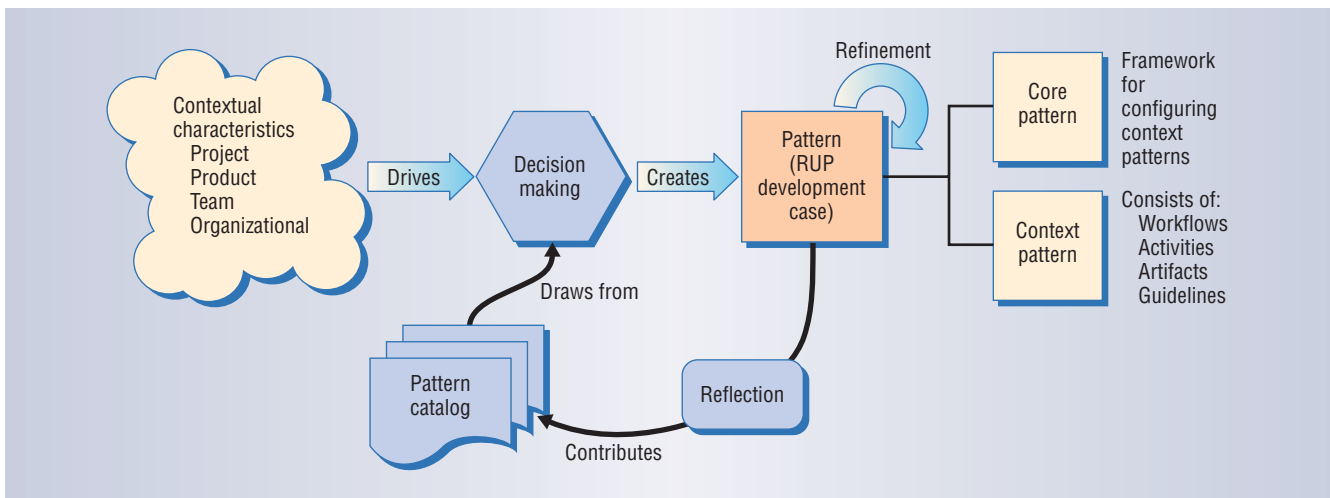 Contextual
characteristics
Project
Product
Team
Organizational
Drives
Decision
making
Draws from
Creates
Refinement
Pattern
(RUP
development
case)
Core
pattern
Framework
for
configuring
context
patterns
Context
pattern
Consists of:
Workflows
Activities
Artifacts
Guidelines
Pattern
catalog
Reflection
Contributes